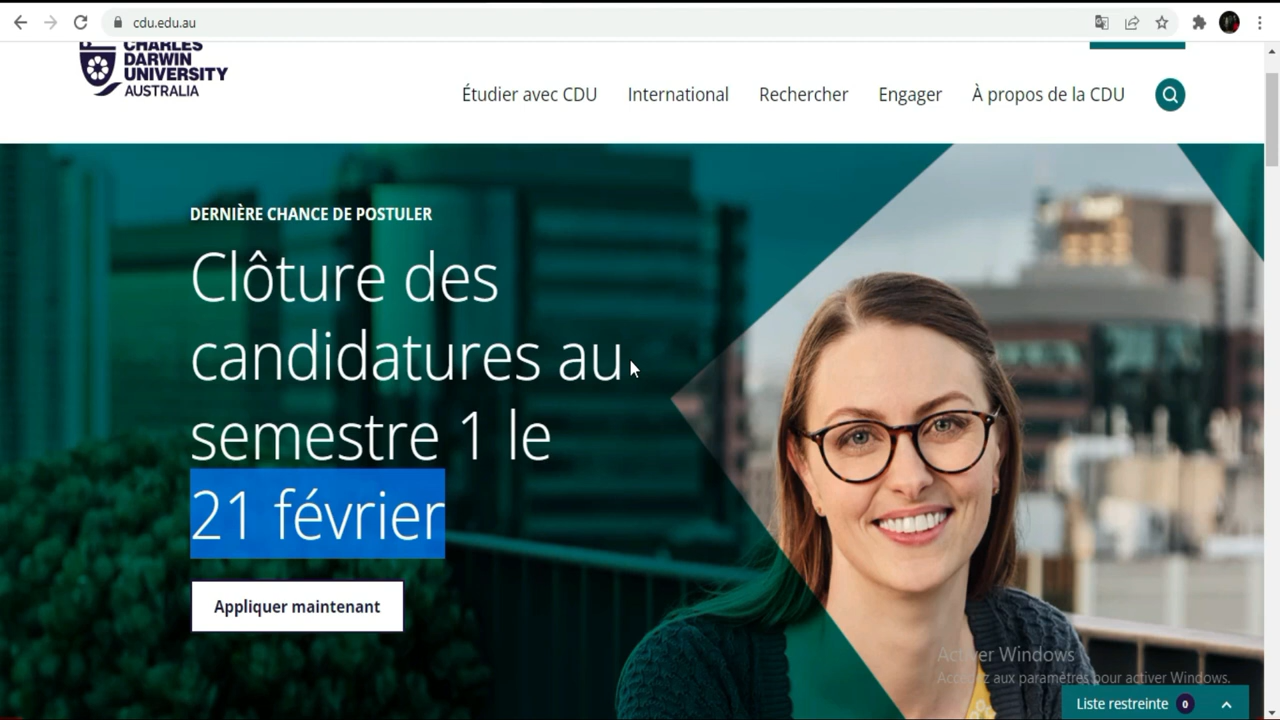 cdu.edu.au
CHARLES
DARWIN
UNIVERSITY
AUSTRALIA
Étudier avec CDU
International
Rechercher
Engager
À propos de la CDU
DERNIÈRE CHANCE DE POSTULER
Clôture des
candidatures au
semestre 1 le
21 février
Appliquer maintenant
Activer Windows
Accédez aux paramètres pour activer Windows.
Liste restreinte 0